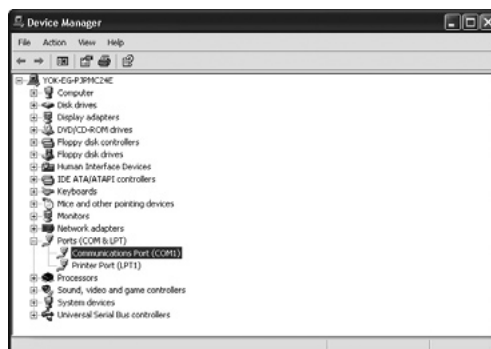 Device Manager
File Action View Help
YOK-EG-PJPMC24E
Computer
Disk drives
Display adapters
DVD/CD-ROM drives
Floppy disk controllers
Floppy disk drives
Human Interface Devices
IDE ATA/ATAPI controllers
Keyboards
Mice and other pointing devices
Monitors
Network adapters
Ports (COM & LPT)
Communications Port (COM1)
Printer Port (LPT1)
Processors
Sound, video and game controllers
System devices
Universal Serial Bus controllers